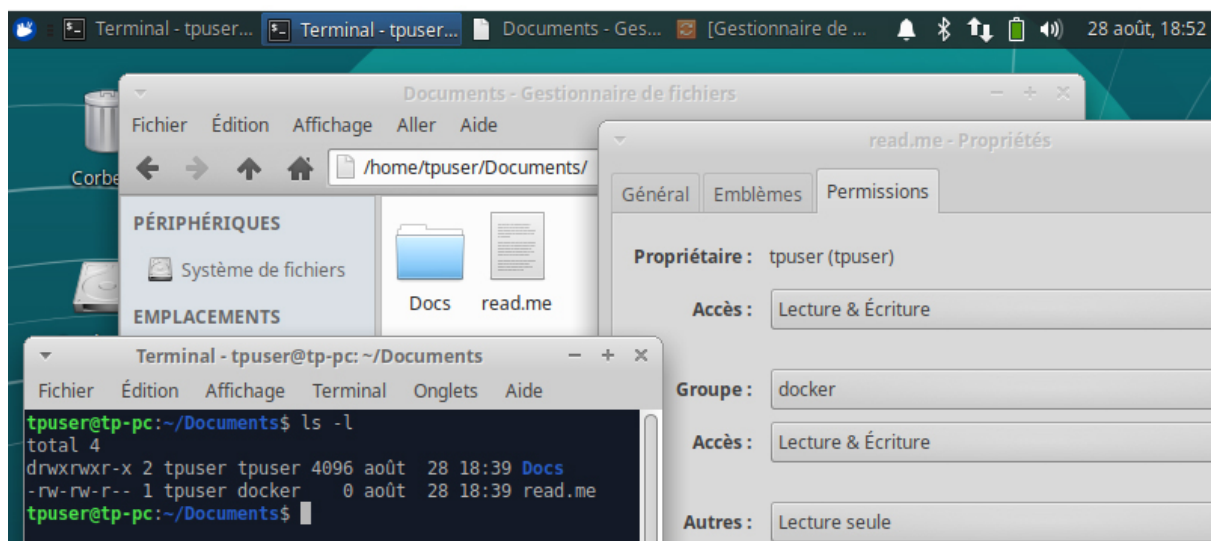 Terminal - tpuser... Terminal - tpuser... Documents - Ges... [Gestionnaire de ... 28 août, 18:52
Documents - Gestionnaire de fichiers
Fichier Édition Affichage Aller Aide
/home/tpuser/Documents/
Corbe
PÉRIPHÉRIQUES
Système de fichiers
EMPLACEMENTS
Docs read.me
read.me - Propriétés
Général Emblèmes Permissions
Propriétaire : tpuser (tpuser)
Accès : Lecture & Écriture
Groupe : docker
Accès : Lecture & Écriture
Autres : Lecture seule
Terminal - tpuser@tp-pc: ~/Documents
Fichier Édition Affichage Terminal Onglets Aide
tpuser@tp-pc:~/Documents$ ls -l
total 4
drwxrwxr-x 2 tpuser tpuser 4096 août 28 18:39 Docs
-rw-rw-r-- 1 tpuser docker 0 août 28 18:39 read.me
tpuser@tp-pc:~/Documents$